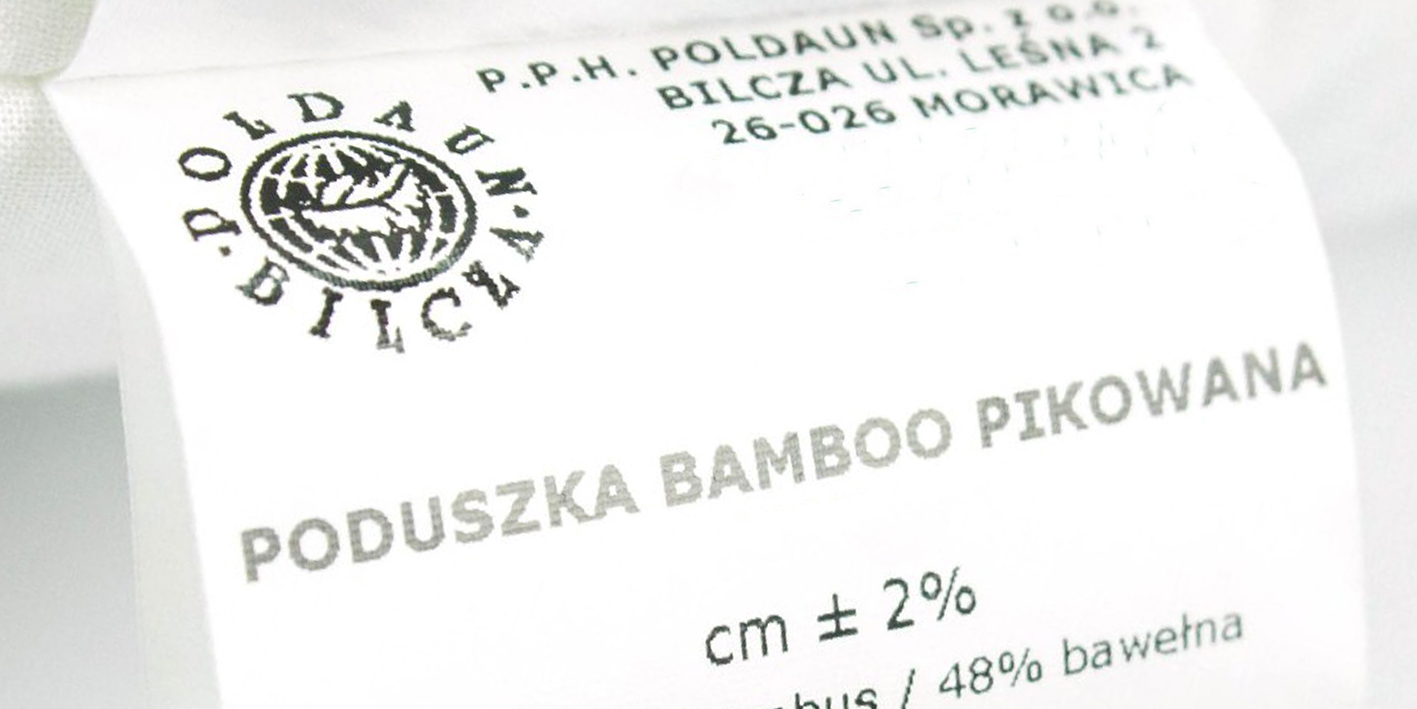 P.P.H. POLDAUN Sp. z o.o.
BILCZA UL. LEŚNA 2
26-026 MORAWICA
POLDAUN
BILCZA
PODUSZKA BAMBOO PIKOWANA
cm ± 2%
/ 48% bawełna